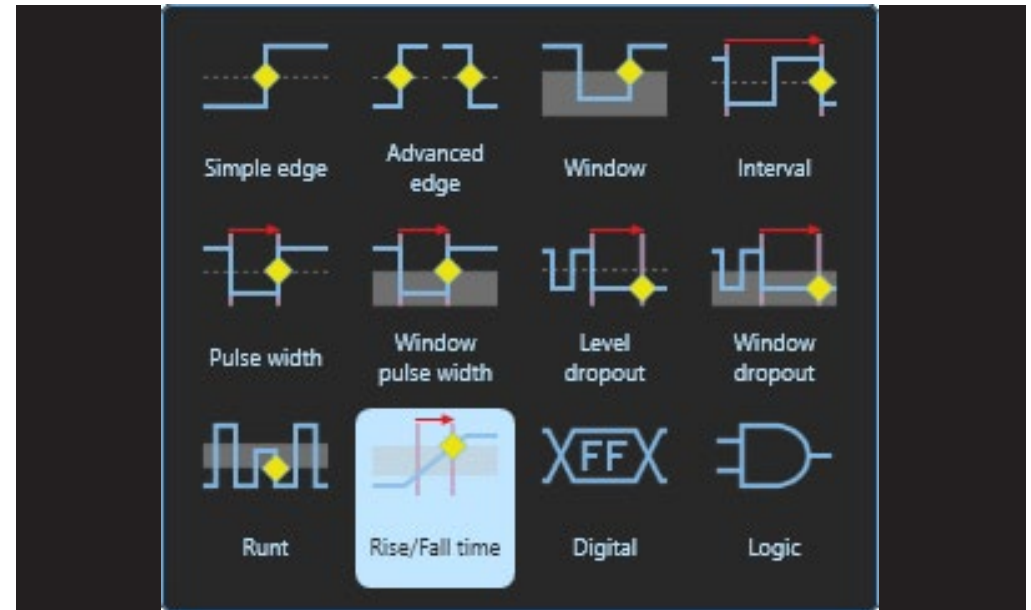 Simple edge
Advanced
edge
Window
Interval
Pulse width
Window
pulse width
Level
dropout
Window
dropout
FF
Runt
Rise/Fall time
Digital
Logic